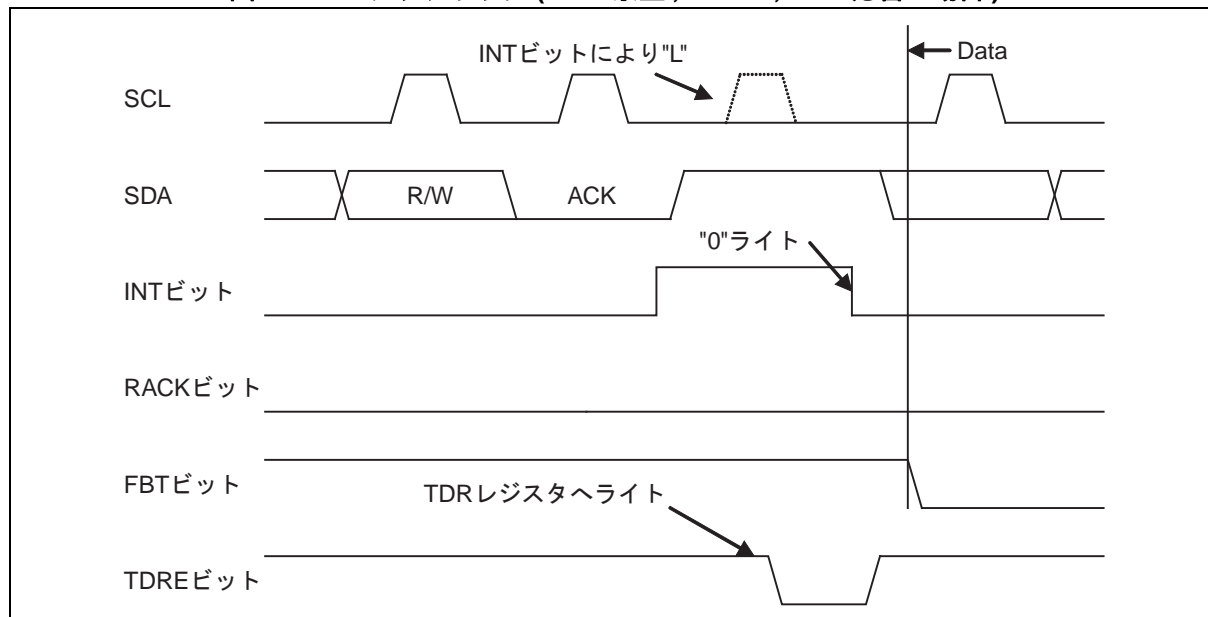 INTビットにより"L"
Data
SCL
SDA
R/W
ACK
"0"ライト
INTビット
RACKビット
FBTビット
TDRレジスタへライト
TDREビット